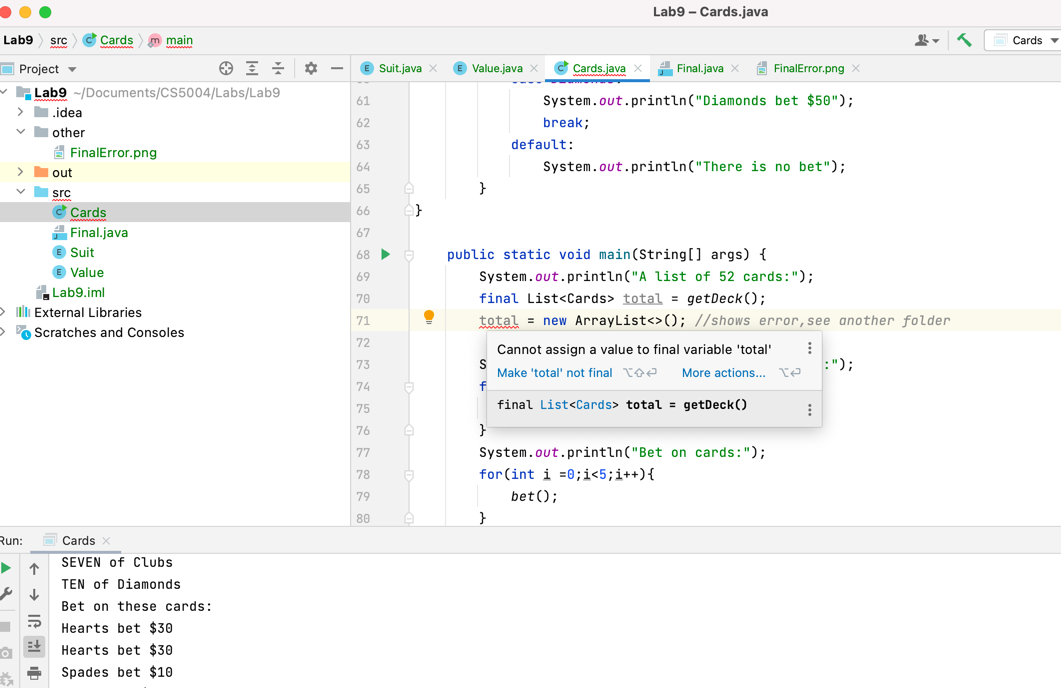 Lab9 – Cards.java
Lab9 src Cards main
Cards
Project
Suit.java Value.java Cards.java Final.java FinalError.png
Lab9 ~/Documents/CS5004/Labs/Lab9
.idea
other
FinalError.png
out
src
Cards
Final.java
Suit
Value
Lab9.iml
External Libraries
Scratches and Consoles
61 System.out.println("Diamonds bet $50");
62 break;
63 default:
64 System.out.println("There is no bet");
65 }
66 }
67
68 public static void main(String[] args) {
69 System.out.println("A list of 52 cards:");
70 final List<Cards> total = getDeck();
71 total = new ArrayList<>(); //shows error,see another folder
72
Cannot assign a value to final variable 'total'
73 S :");
Make 'total' not final ⌥⇧⏎ More actions... ⌥⏎
74 f
75
final List<Cards> total = getDeck()
76 }
77 System.out.println("Bet on cards:");
78 for(int i =0;i<5;i++){
79 bet();
80 }
Run: Cards
SEVEN of Clubs
TEN of Diamonds
Bet on these cards:
Hearts bet $30
Hearts bet $30
Spades bet $10